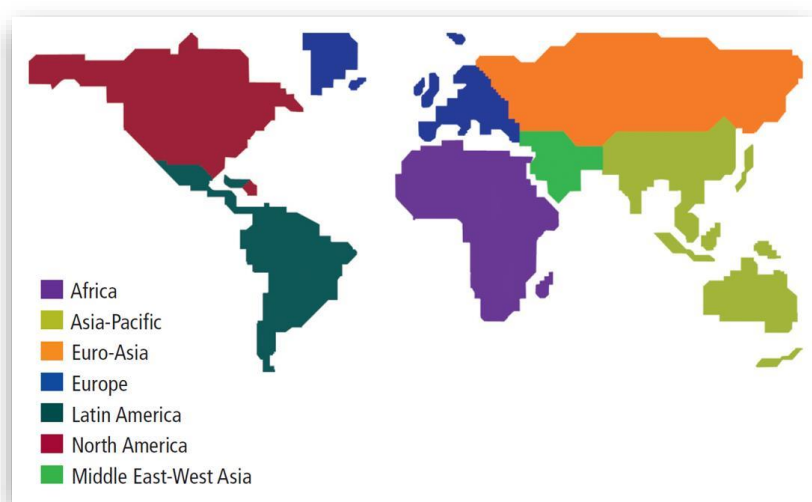 Africa
Asia-Pacific
Euro-Asia
Europe
Latin America
North America
Middle East-West Asia